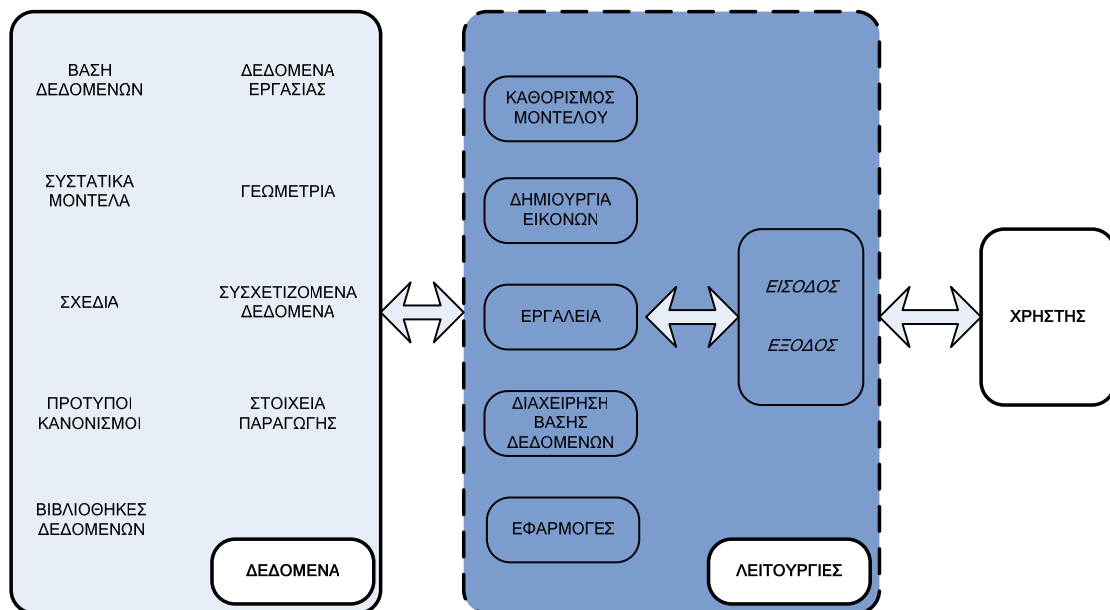 ΒΑΣΗ
ΔΕΔΟΜΕΝΩΝ
ΔΕΔΟΜΕΝΑ
ΕΡΓΑΣΙΑΣ
ΣΥΣΤΑΤΙΚΑ
ΜΟΝΤΕΛΑ
ΓΕΩΜΕΤΡΙΑ
ΣΧΕΔΙΑ
ΣΥΣΧΕΤΙΖΟΜΕΝΑ
ΔΕΔΟΜΕΝΑ
ΠΡΟΤΥΠΟΙ
ΚΑΝΟΝΙΣΜΟΙ
ΣΤΟΙΧΕΙΑ
ΠΑΡΑΓΩΓΗΣ
ΒΙΒΛΙΟΘΗΚΕΣ
ΔΕΔΟΜΕΝΩΝ
ΔΕΔΟΜΕΝΑ
ΚΑΘΟΡΙΣΜΟΣ
ΜΟΝΤΕΛΟΥ
ΔΗΜΙΟΥΡΓΙΑ
ΕΙΚΟΝΩΝ
ΕΡΓΑΛΕΙΑ
ΔΙΑΧΕΙΡΗΣΗ
ΒΑΣΗΣ
ΔΕΔΟΜΕΝΩΝ
ΕΦΑΡΜΟΓΕΣ
ΕΙΣΟΔΟΣ
ΕΞΟΔΟΣ
ΛΕΙΤΟΥΡΓΙΕΣ
ΧΡΗΣΤΗΣ